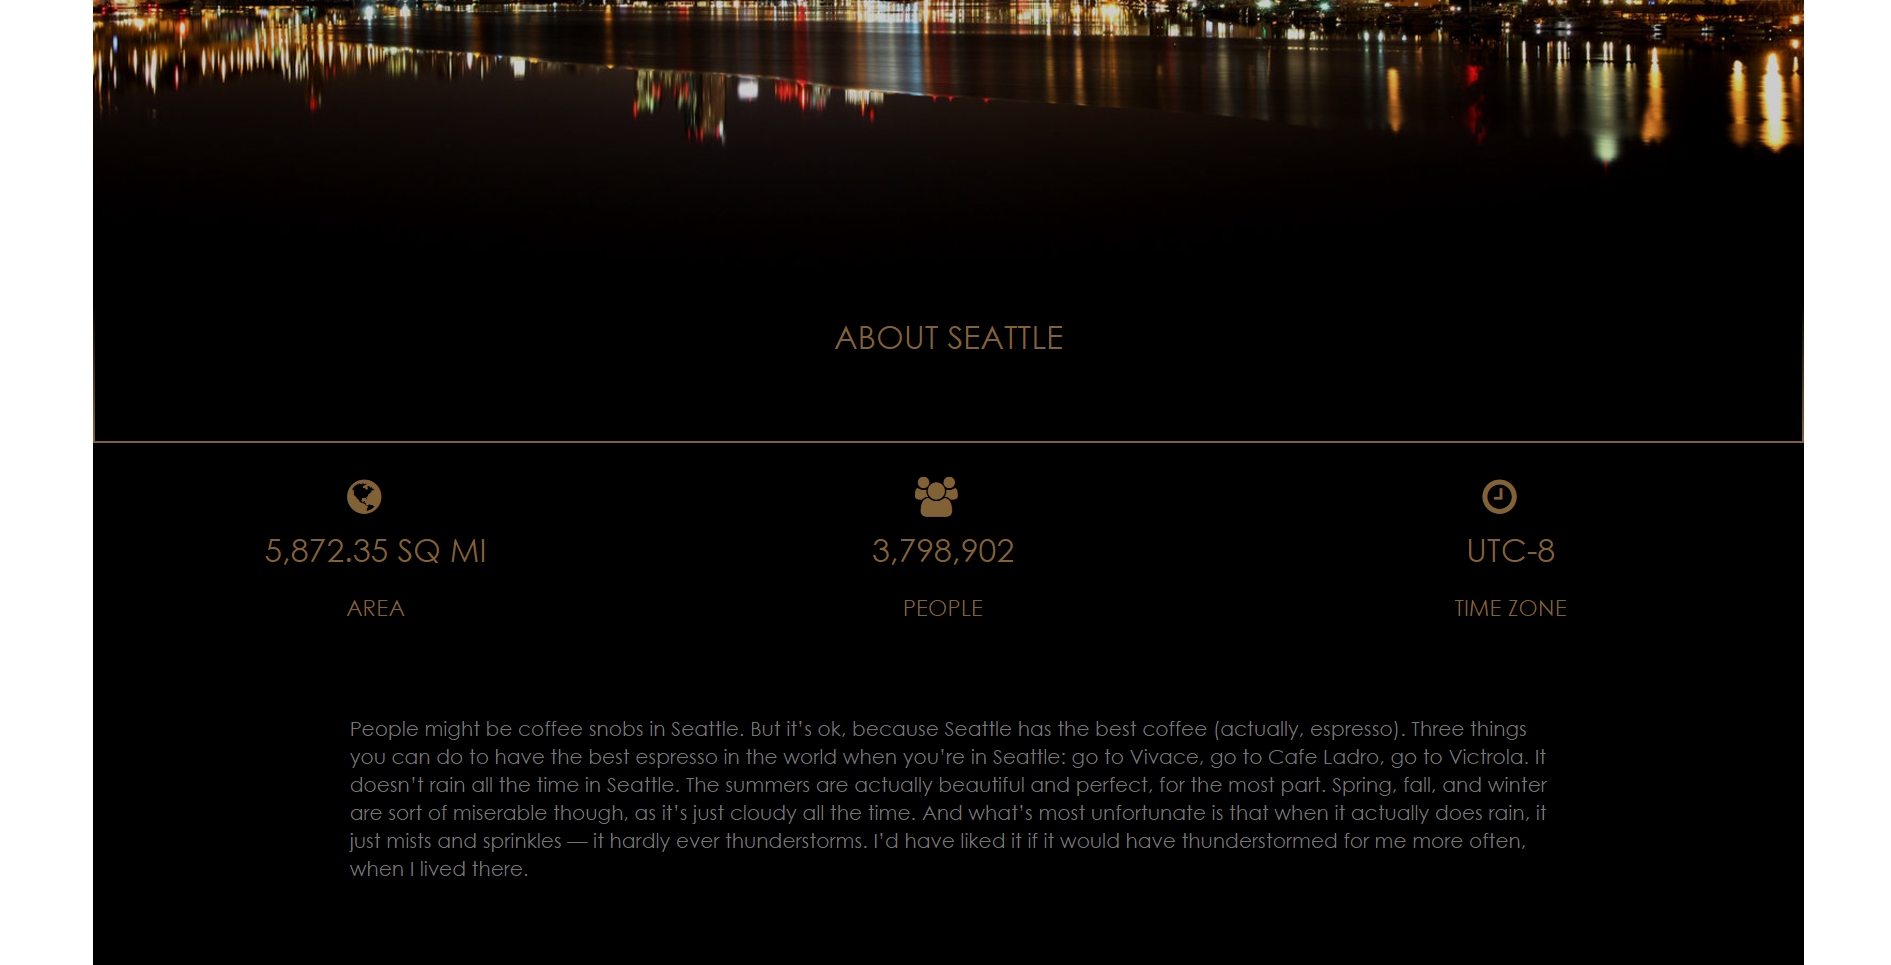 ABOUT SEATTLE
5,872.35 SQ MI
3,798,902
UTC-8
AREA
PEOPLE
TIME ZONE
People might be coffee snobs in Seattle. But it’s ok, because Seattle has the best coffee (actually, espresso). Three things
you can do to have the best espresso in the world when you’re in Seattle: go to Vivace, go to Cafe Ladro, go to Victrola. It
doesn’t rain all the time in Seattle. The summers are actually beautiful and perfect, for the most part. Spring, fall, and winter
are sort of miserable though, as it’s just cloudy all the time. And what’s most unfortunate is that when it actually does rain, it
just mists and sprinkles — it hardly ever thunderstorms. I’d have liked it if it would have thunderstormed for me more often,
when I lived there.